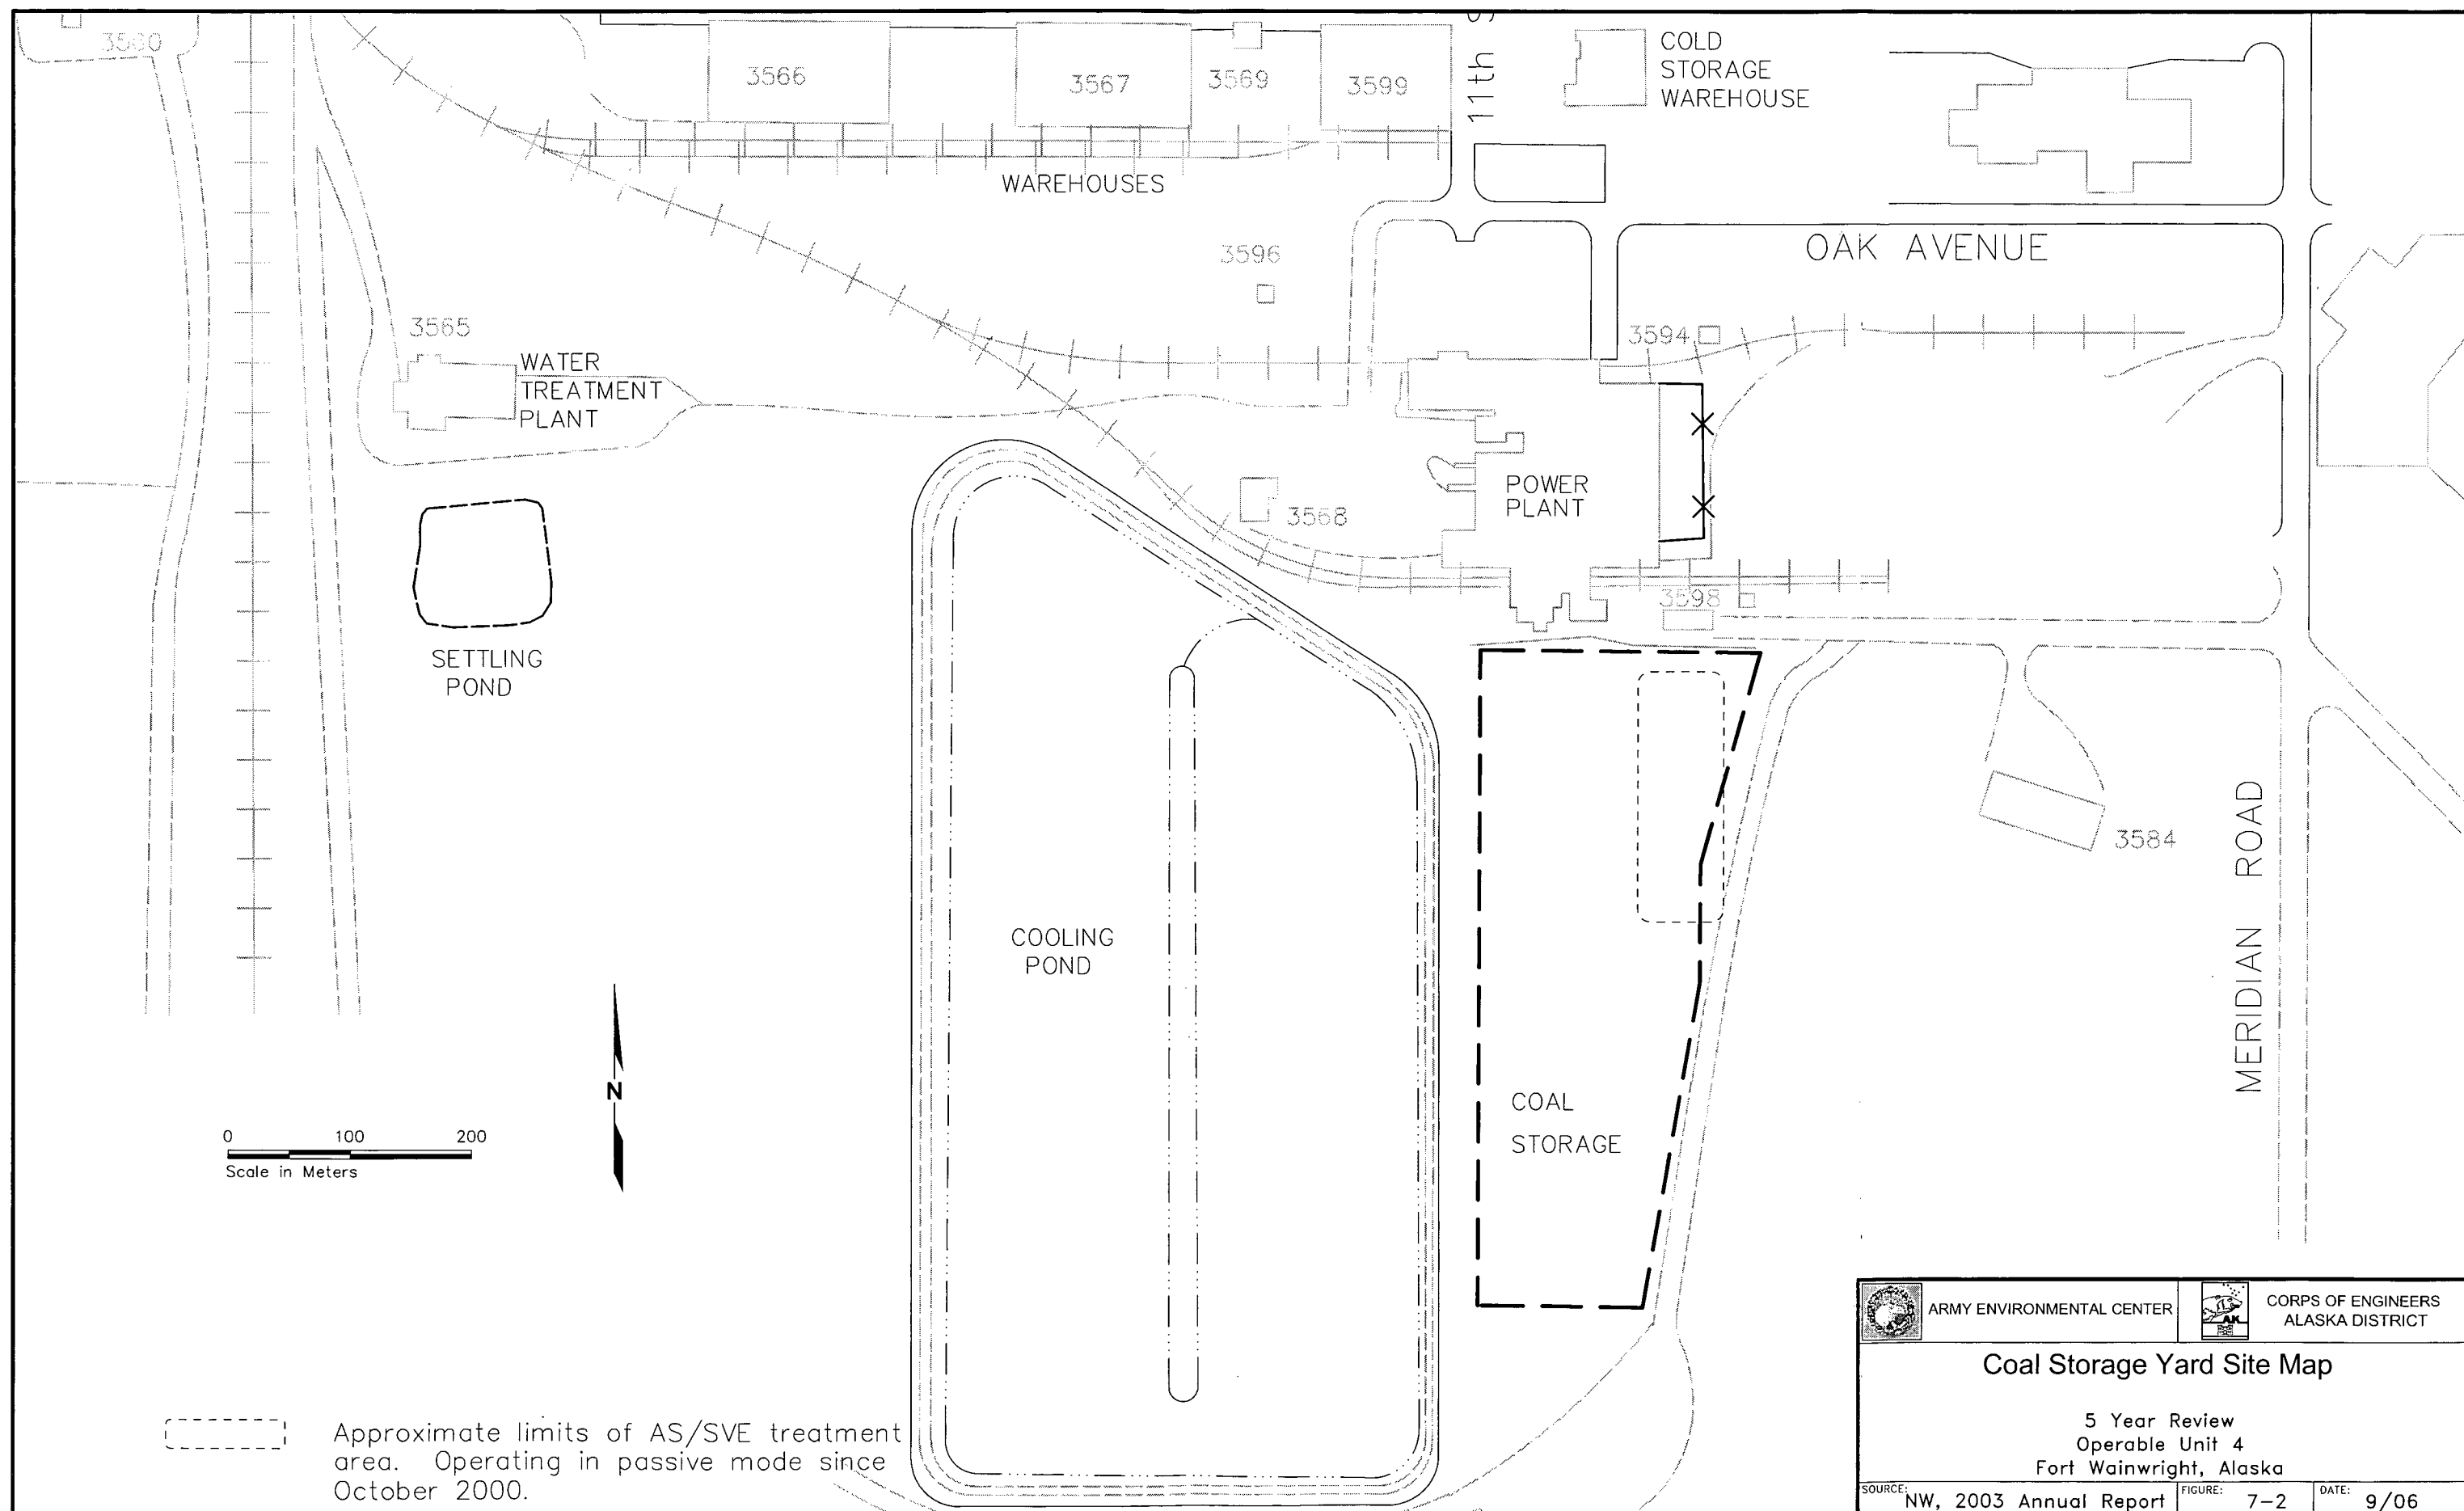 3560
3566
3567
3569
3599
11th S
COLD
STORAGE
WAREHOUSE
WAREHOUSES
OAK AVENUE
3596
3565
WATER
TREATMENT
PLANT
3594
POWER
PLANT
3568
3598
SETTLING
POND
3584
MERIDIAN ROAD
COOLING
POND
COAL
STORAGE
N
0 100 200
Scale in Meters
Approximate limits of AS/SVE treatment
area. Operating in passive mode since
October 2000.
ARMY ENVIRONMENTAL CENTER
AK
CORPS OF ENGINEERS
ALASKA DISTRICT
Coal Storage Yard Site Map
5 Year Review
Operable Unit 4
Fort Wainwright, Alaska
SOURCE: NW, 2003 Annual Report FIGURE: 7-2 DATE: 9/06